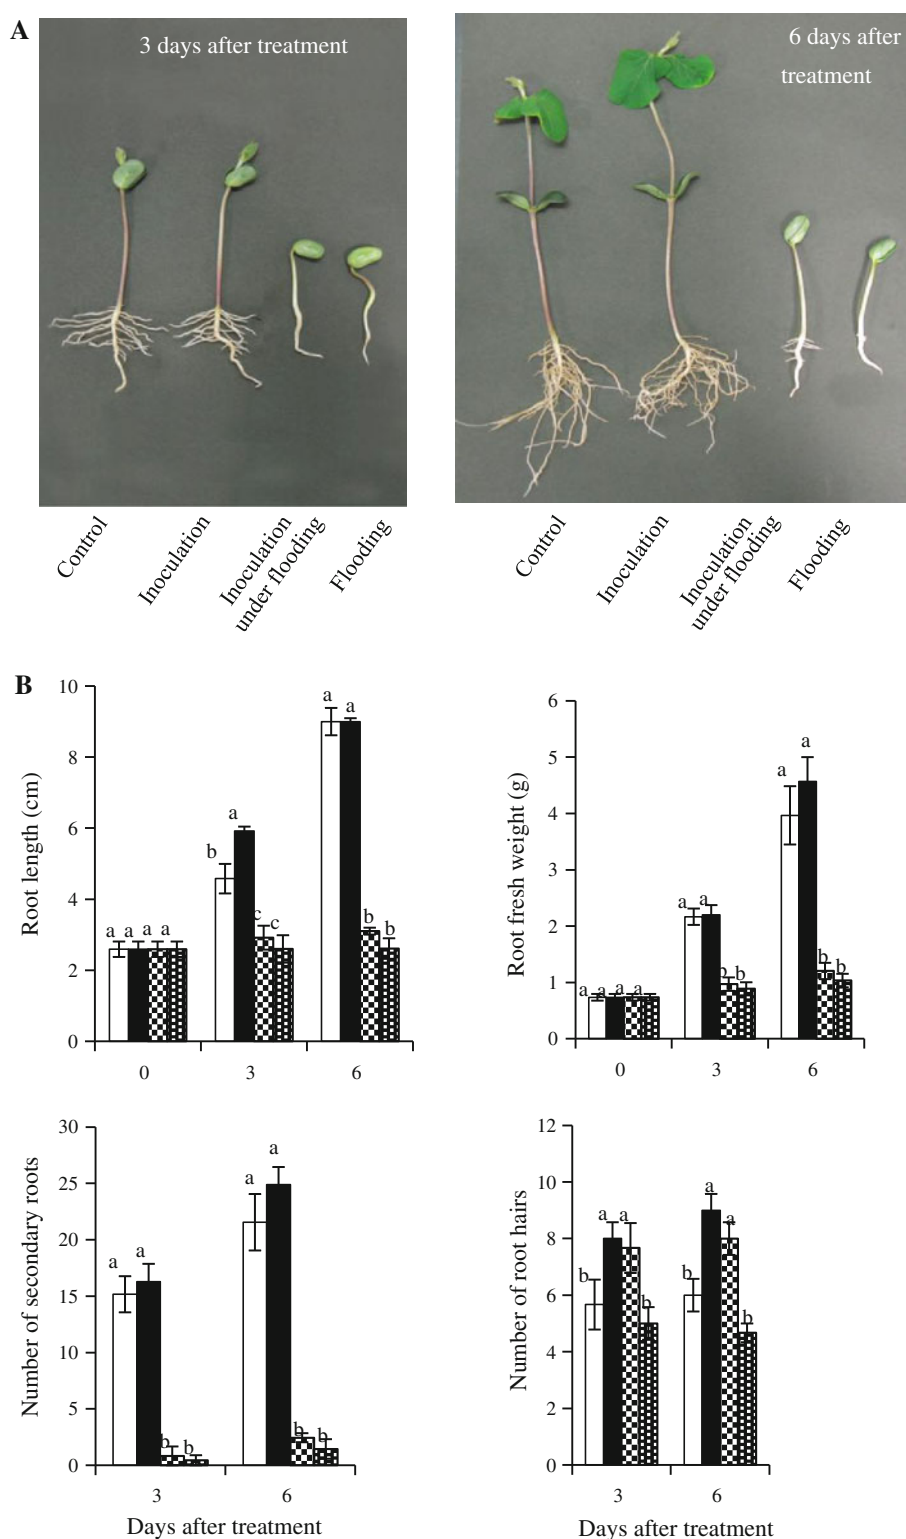 A
3 days after treatment
6 days after
treatment
Control
Inoculation
Inoculation
under flooding
Flooding
Control
Inoculation
Inoculation
under flooding
Flooding
B
Root length (cm)
10
8
6
4
2
0
a a a a
b a c c
a a b b
0 3 6
Root fresh weight (g)
6
5
4
3
2
1
0
a a a a
a a b b
a a b b
0 3 6
Number of secondary roots
30
25
20
15
10
5
0
a a b b
a a b b
3 6
Days after treatment
Number of root hairs
12
10
8
6
4
2
0
b a a b
b a a b
3 6
Days after treatment